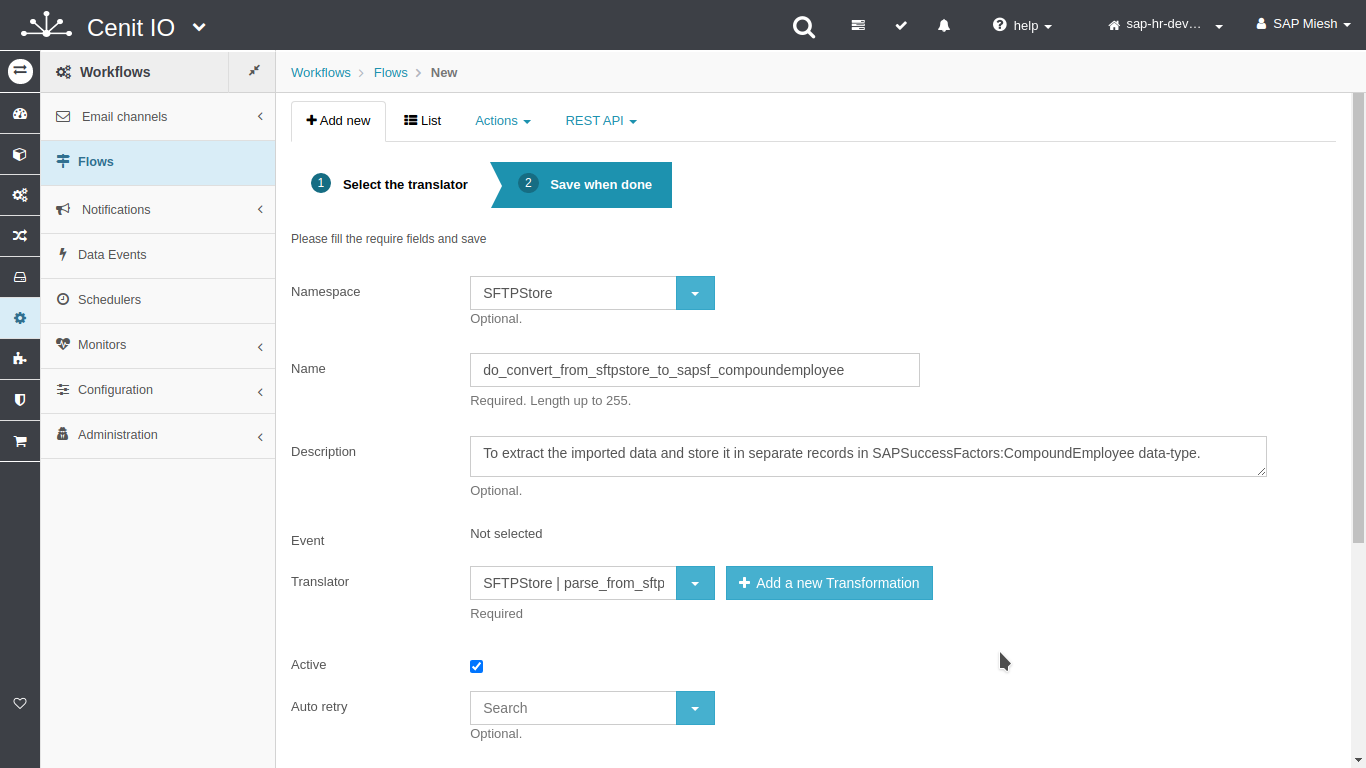 Cenit IO
help
sap-hr-dev...
SAP Miesh
Workflows
Workflows
Flows
New
Email channels
Flows
Notifications
Data Events
Schedulers
Monitors
Configuration
Administration
Add new
List
Actions
REST API
1 Select the translator
2 Save when done
Please fill the require fields and save
Namespace
SFTPStore
Optional.
Name
do_convert_from_sftpstore_to_sapsf_compoundemployee
Required. Length up to 255.
Description
To extract the imported data and store it in separate records in SAPSuccessFactors:CompoundEmployee data-type.
Optional.
Event
Not selected
Translator
SFTPStore | parse_from_sftp
Add a new Transformation
Required
Active
Auto retry
Search
Optional.